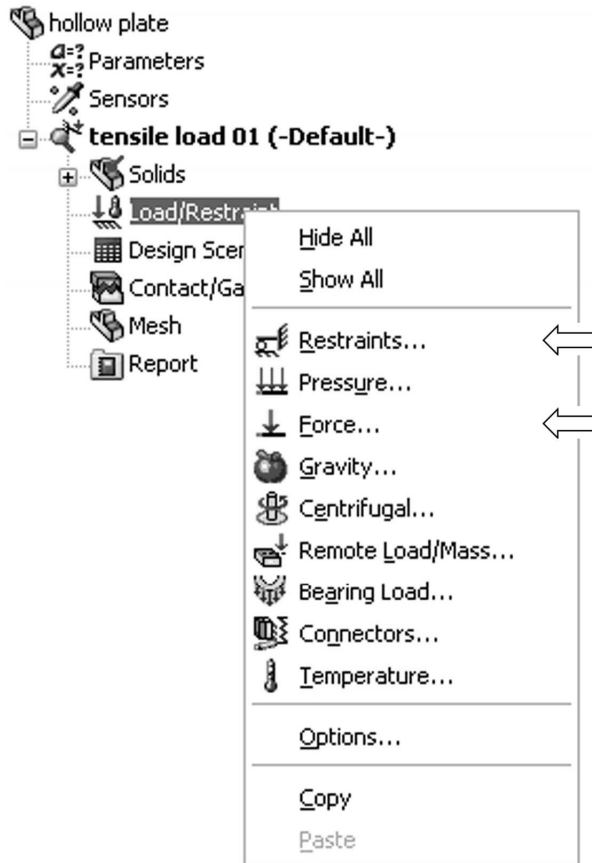 hollow plate
a=? x=? Parameters
Sensors
tensile load 01 (-Default-)
Solids
Load/Restraint
Design Scer
Contact/Ga
Mesh
Report
Hide All
Show All
Restraints...
Pressure...
Force...
Gravity...
Centrifugal...
Remote Load/Mass...
Bearing Load...
Connectors...
Temperature...
Options...
Copy
Paste